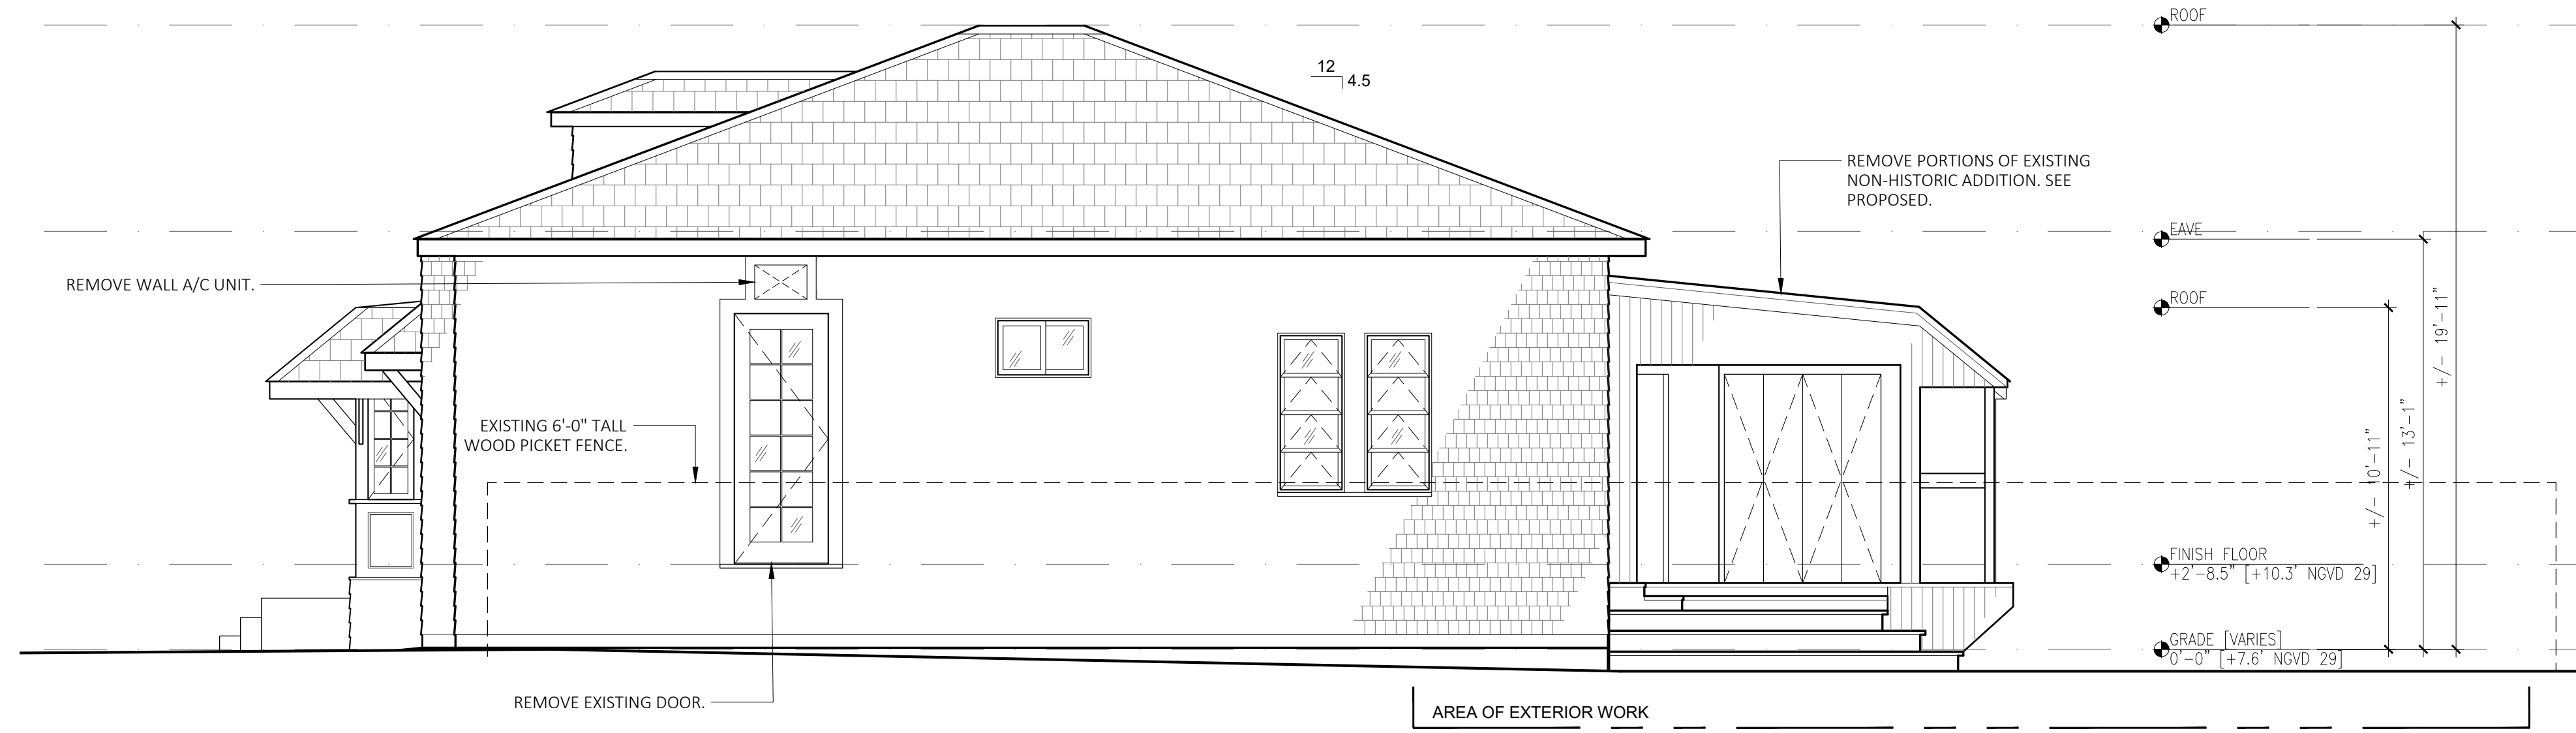 ROOF
12
4.5
REMOVE PORTIONS OF EXISTING
NON-HISTORIC ADDITION. SEE
PROPOSED.
EAVE
REMOVE WALL A/C UNIT.
ROOF
+/- 19'-11"
+/- 13'-1"
+/- 10'-11"
EXISTING 6'-0" TALL
WOOD PICKET FENCE.
FINISH FLOOR
+2'-8.5" [+10.3' NGVD 29]
GRADE [VARIES]
0'-0" [+7.6' NGVD 29]
REMOVE EXISTING DOOR.
AREA OF EXTERIOR WORK